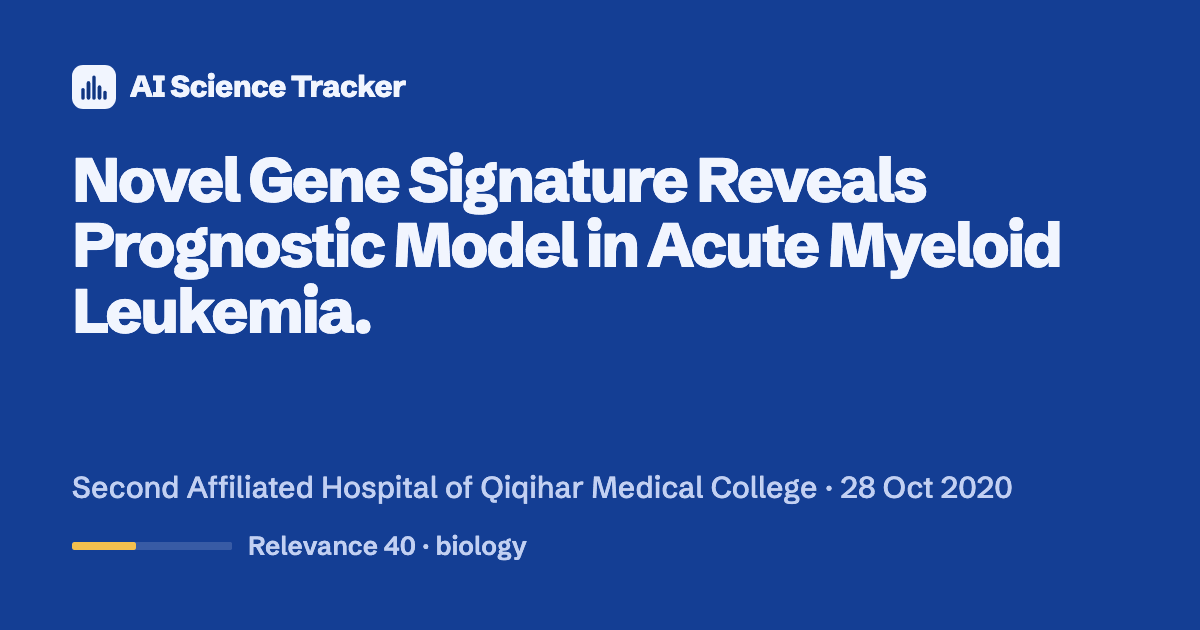 AI Science Tracker
Novel Gene Signature Reveals
Prognostic Model in Acute Myeloid
Leukemia.
Second Affiliated Hospital of Qiqihar Medical College · 28 Oct 2020
Relevance 40 · biology